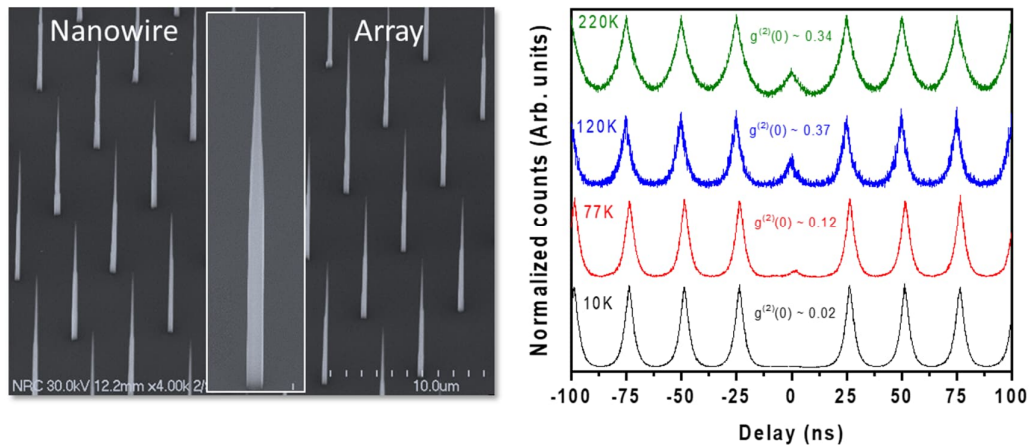 Nanowire Array
NRC 30.0kV 12.2mm x4.00k 2/
10.0um
Normalized counts (Arb. units)
220K
g(2)(0) ~ 0.34
120K
g(2)(0) ~ 0.37
77K
g(2)(0) ~ 0.12
10K
g(2)(0) ~ 0.02
-100 -75 -50 -25 0 25 50 75 100
Delay (ns)